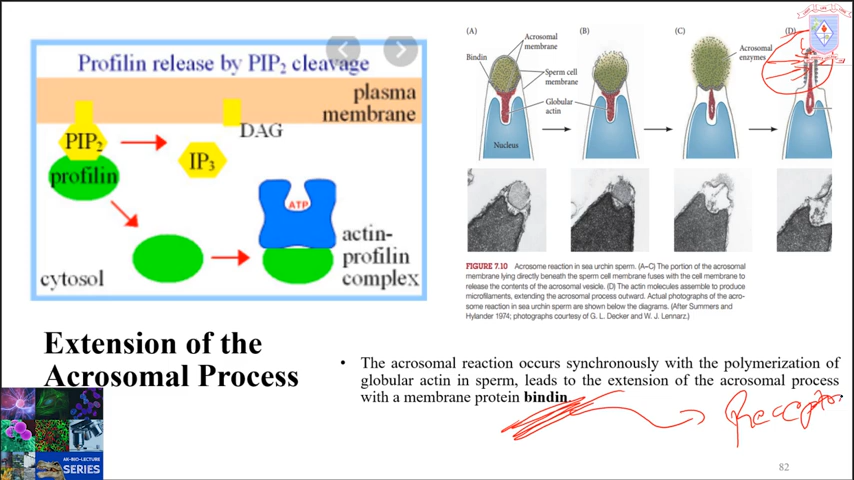 Profilin release by PIP2 cleavage
plasma
membrane
DAG
PIP2
IP3
profilin
ATP
actin-
profilin
complex
cytosol
(A)
(B)
(C)
(D)
Acrosomal
membrane
Bindin
Sperm cell
membrane
Globular
actin
Nucleus
Acrosomal
enzymes
FIGURE 7.10 Acrosome reaction in sea urchin sperm. (A–C) The portion of the acrosomal
membrane lying directly beneath the sperm cell membrane fuses with the cell membrane to
release the contents of the acrosomal vesicle. (D) The actin molecules assemble to produce
microfilaments, extending the acrosomal process outward. Actual photographs of the acro-
some reaction in sea urchin sperm are shown below the diagrams. (After Summers and
Hylander 1974; photographs courtesy of G. L. Decker and W. J. Lennarz.)
Extension of the
Acrosomal Process
• The acrosomal reaction occurs synchronously with the polymerization of
globular actin in sperm, leads to the extension of the acrosomal process
with a membrane protein bindin.
Receptor
AK-BIO-LECTURE
SERIES
82